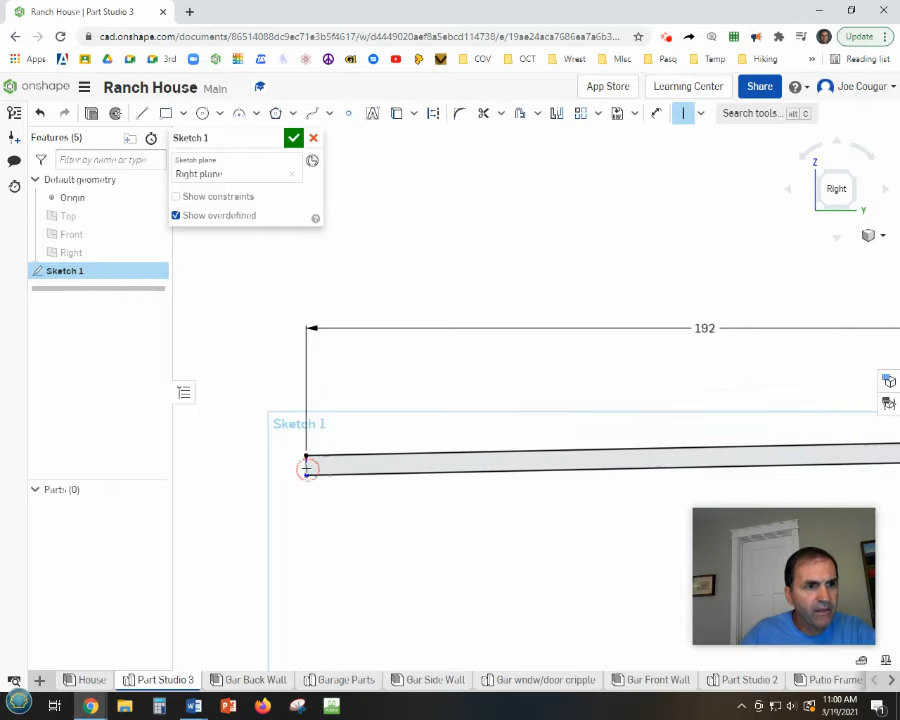 Ranch House | Part Studio 3
cad.onshape.com/documents/86514088dc9ec71e3b5f4617/w/d4449020aef8a5ebcd114738/e/19ae24aca7686ea7a6b3...
Update
Apps
3rd
COV
OCT
Wrest
MIsc
Pasq
Temp
Hiking
Reading list
onshape
Ranch House Main
App Store
Learning Center
Share
Joe Cougar
Search tools...
alt C
Features (5)
Filter by name or type
Default geometry
Origin
Top
Front
Right
Sketch 1
Parts (0)
Sketch 1
Sketch plane
Right plane
Show constraints
Show overdefined
Z
Right
Y
192
Sketch 1
House
Part Studio 3
Gar Back Wall
Garage Parts
Gar Side Wall
Gar wndw/door cripple
Gar Front Wall
Part Studio 2
Patio Frame
11:00 AM
3/19/2021